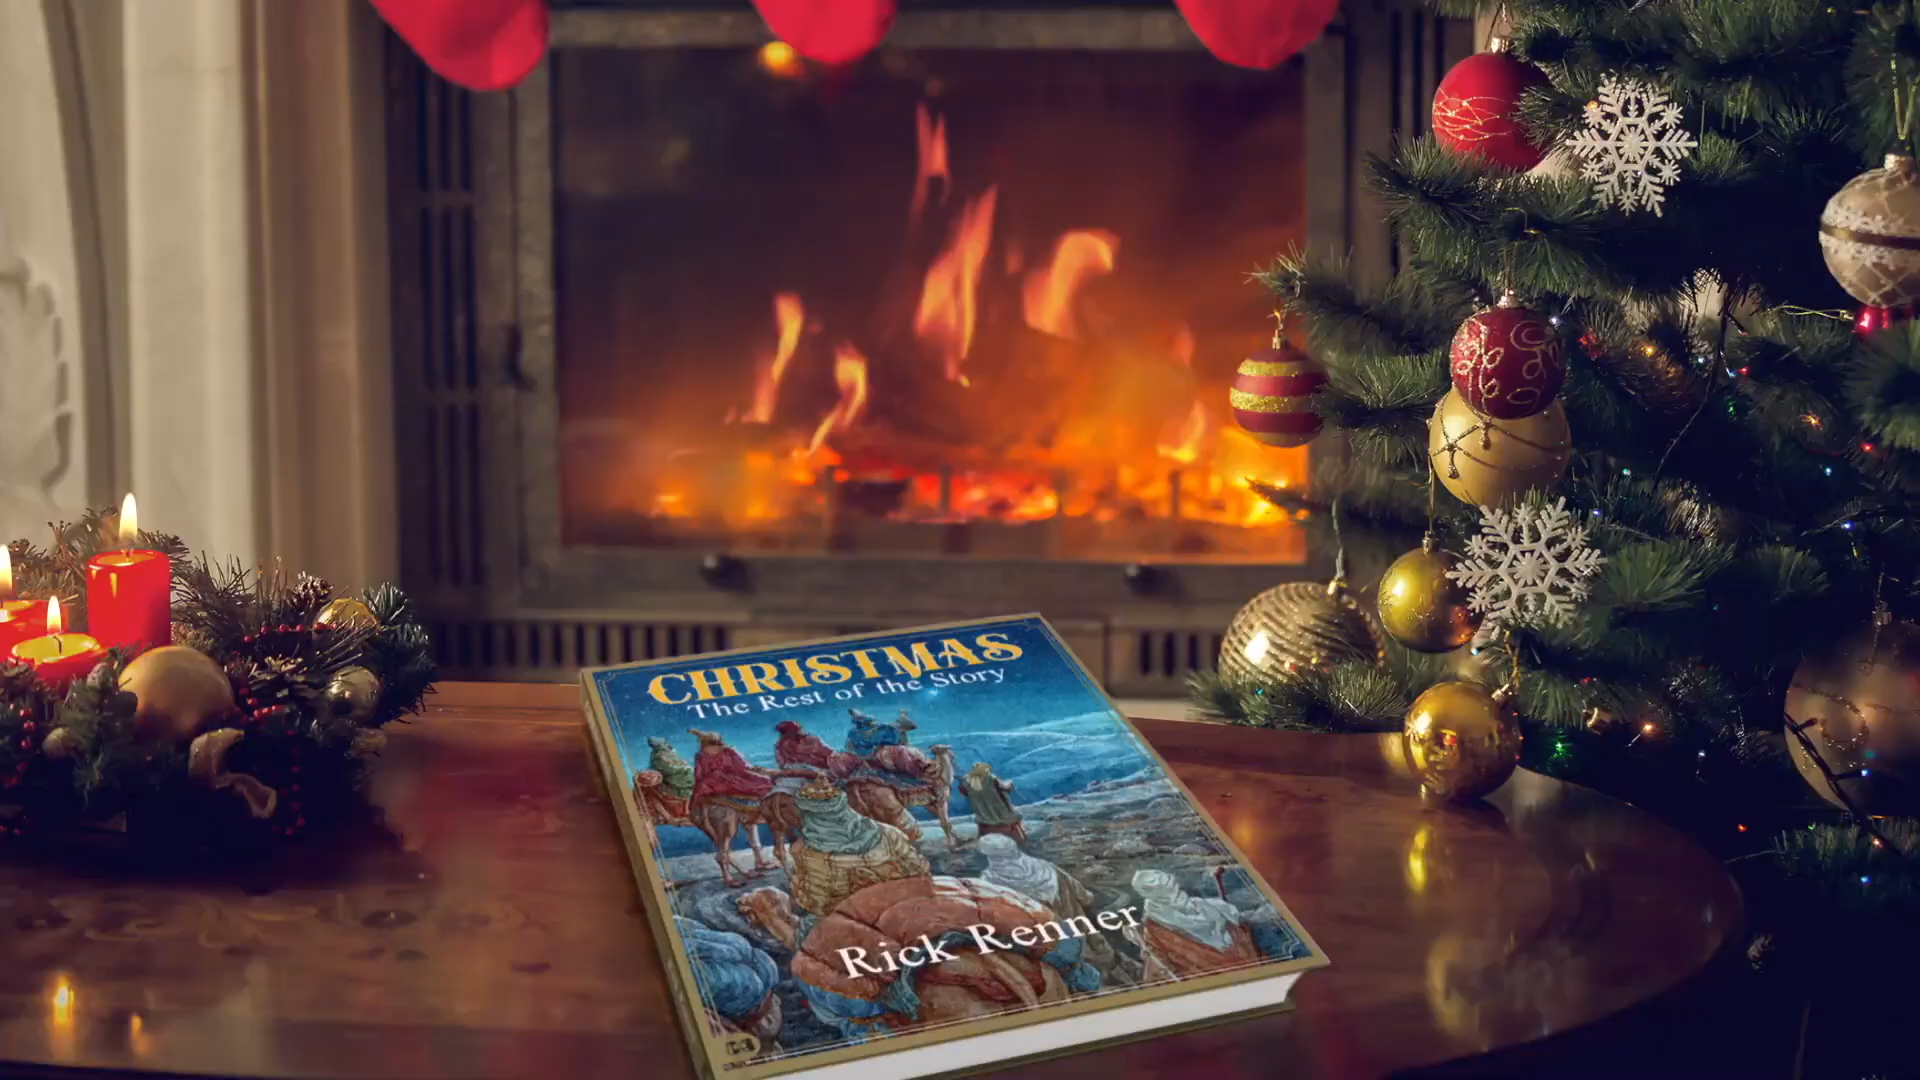 CHRISTMAS
The Rest of the Story
Rick Renner